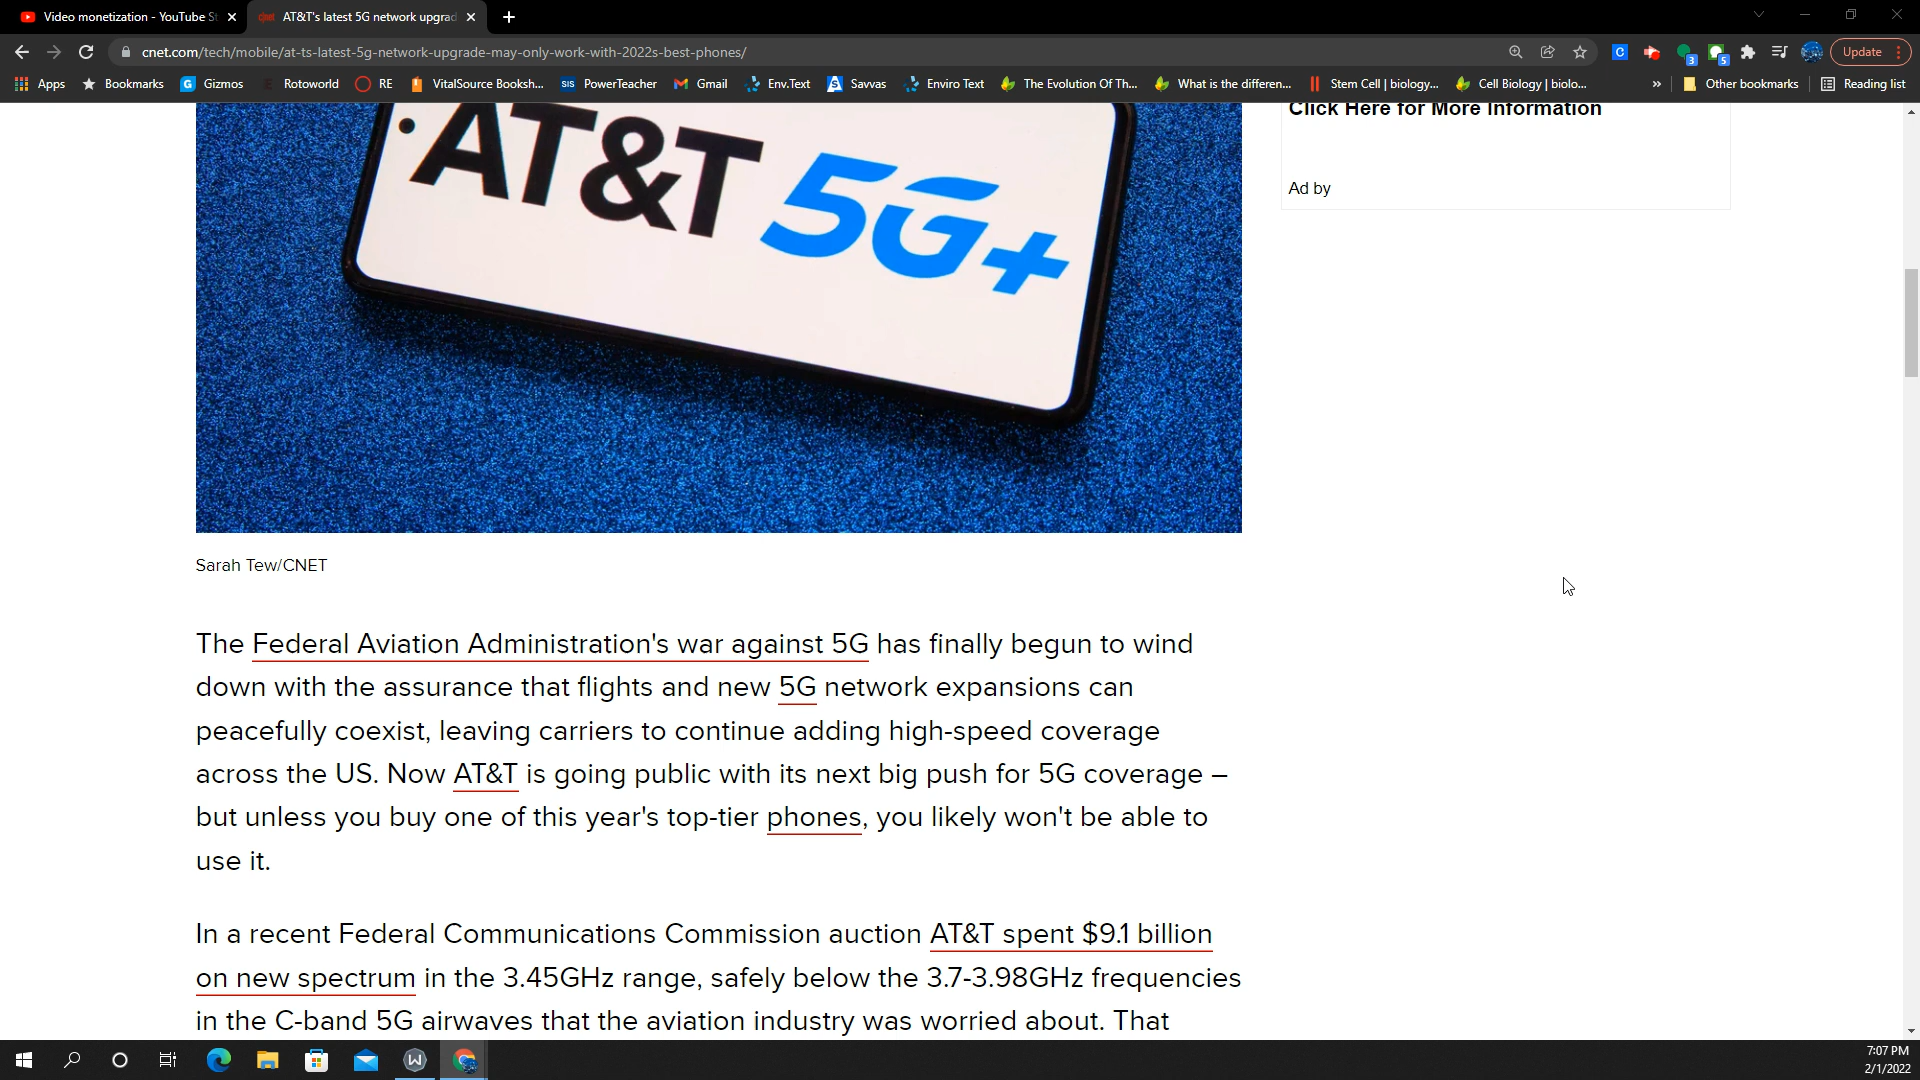 Video monetization - YouTube St
AT&T's latest 5G network upgrad
cnet.com/tech/mobile/at-ts-latest-5g-network-upgrade-may-only-work-with-2022s-best-phones/
3
5
Update
Apps
Bookmarks
Gizmos
Rotoworld
RE
VitalSource Booksh...
SIS PowerTeacher
Gmail
Env.Text
Savvas
Enviro Text
The Evolution Of Th...
What is the differen...
Stem Cell | biology...
Cell Biology | biolo...
»
Other bookmarks
Reading list
AT&T 5G+
Click Here for More Information
Ad by
Sarah Tew/CNET
The Federal Aviation Administration's war against 5G has finally begun to wind
down with the assurance that flights and new 5G network expansions can
peacefully coexist, leaving carriers to continue adding high-speed coverage
across the US. Now AT&T is going public with its next big push for 5G coverage –
but unless you buy one of this year's top-tier phones, you likely won't be able to
use it.
In a recent Federal Communications Commission auction AT&T spent $9.1 billion
on new spectrum in the 3.45GHz range, safely below the 3.7-3.98GHz frequencies
in the C-band 5G airwaves that the aviation industry was worried about. That
7:07 PM
2/1/2022